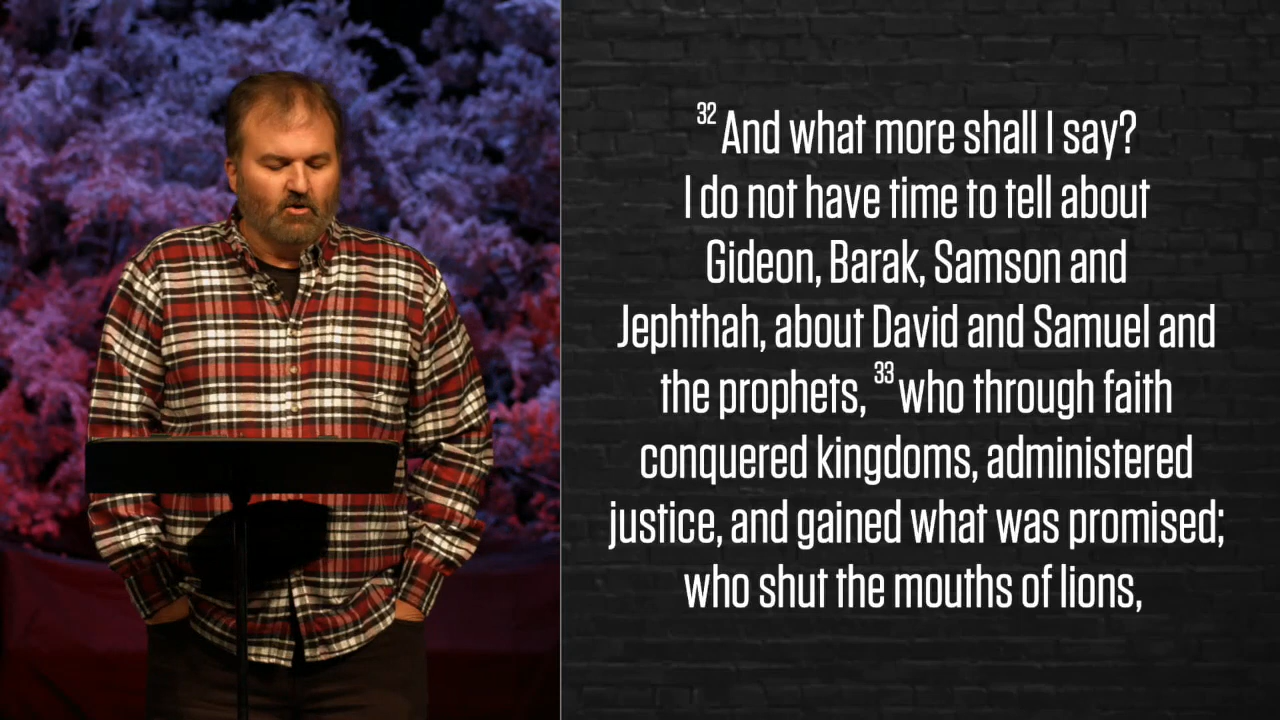 32 And what more shall I say?
I do not have time to tell about
Gideon, Barak, Samson and
Jephthah, about David and Samuel and
the prophets, 33 who through faith
conquered kingdoms, administered
justice, and gained what was promised;
who shut the mouths of lions,